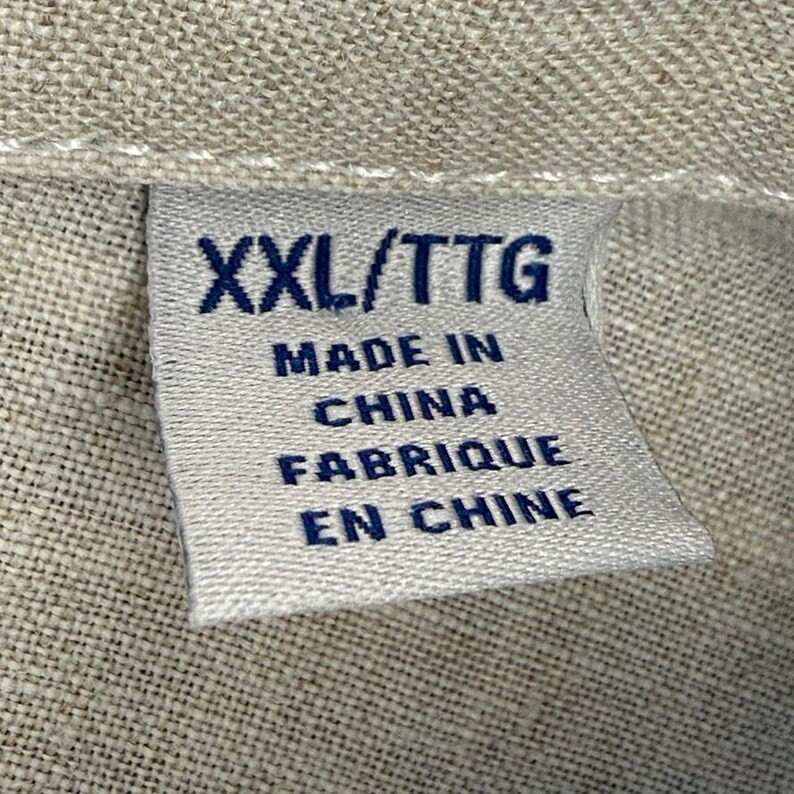 XXL/TTG
MADE IN
CHINA
FABRIQUE
EN CHINE